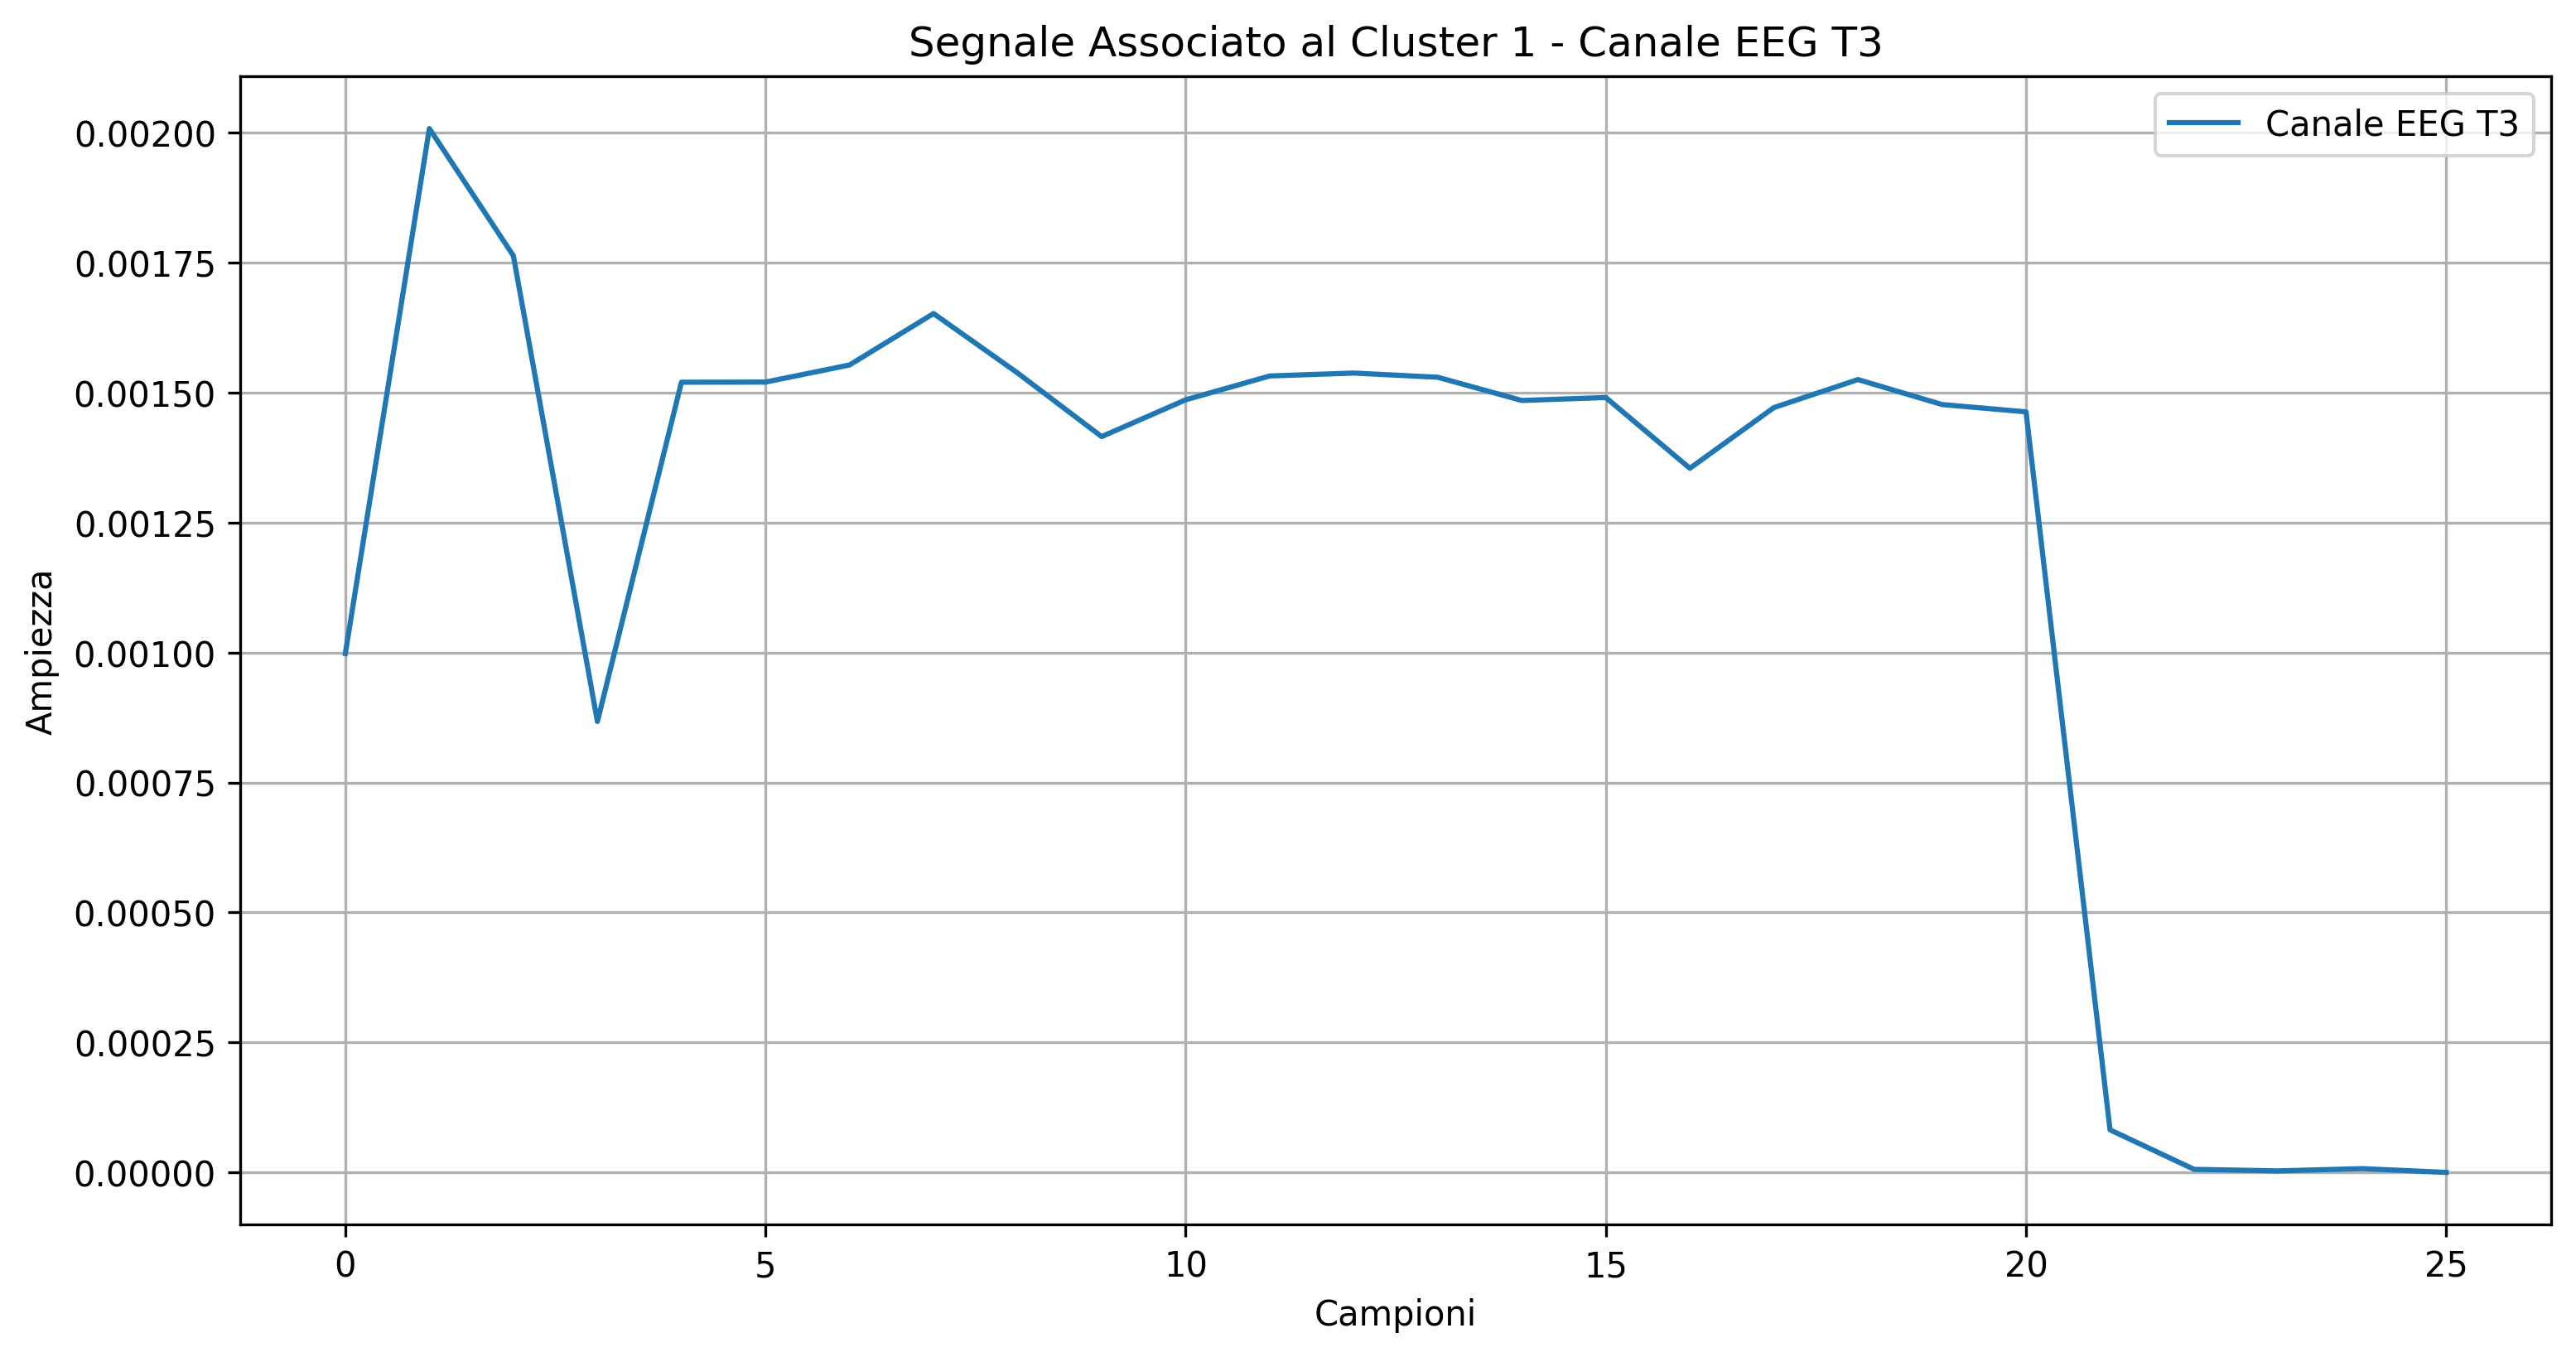 Segnale Associato al Cluster 1 - Canale EEG T3
Canale EEG T3
0.00200
0.00175
0.00150
0.00125
0.00100
0.00075
0.00050
0.00025
0.00000
Ampiezza
0 5 10 15 20 25
Campioni